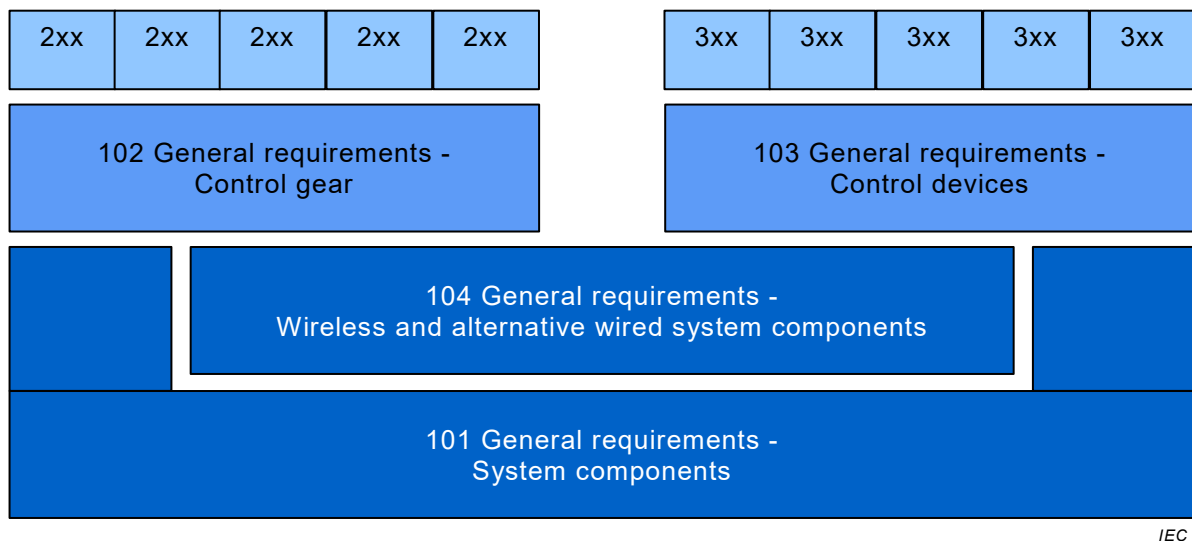 2xx 2xx 2xx 2xx 2xx 3xx 3xx 3xx 3xx 3xx
102 General requirements -
Control gear
103 General requirements -
Control devices
104 General requirements -
Wireless and alternative wired system components
101 General requirements -
System components
IEC